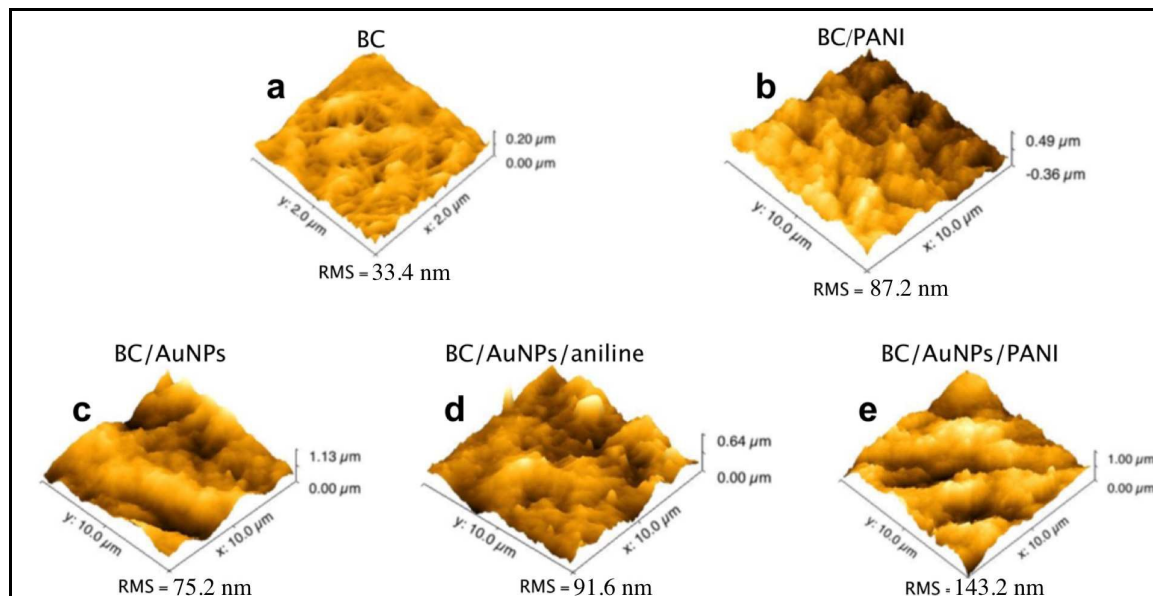 BC
a
0.20 µm
0.00 µm
y: 2.0 µm
x: 2.0 µm
RMS = 33.4 nm
BC/PANI
b
0.49 µm
-0.36 µm
y: 10.0 µm
x: 10.0 µm
RMS = 87.2 nm
BC/AuNPs
c
1.13 µm
0.00 µm
y: 10.0 µm
x: 10.0 µm
RMS = 75.2 nm
BC/AuNPs/aniline
d
0.64 µm
0.00 µm
y: 10.0 µm
x: 10.0 µm
RMS = 91.6 nm
BC/AuNPs/PANI
e
1.00 µm
0.00 µm
y: 10.0 µm
x: 10.0 µm
RMS = 143.2 nm